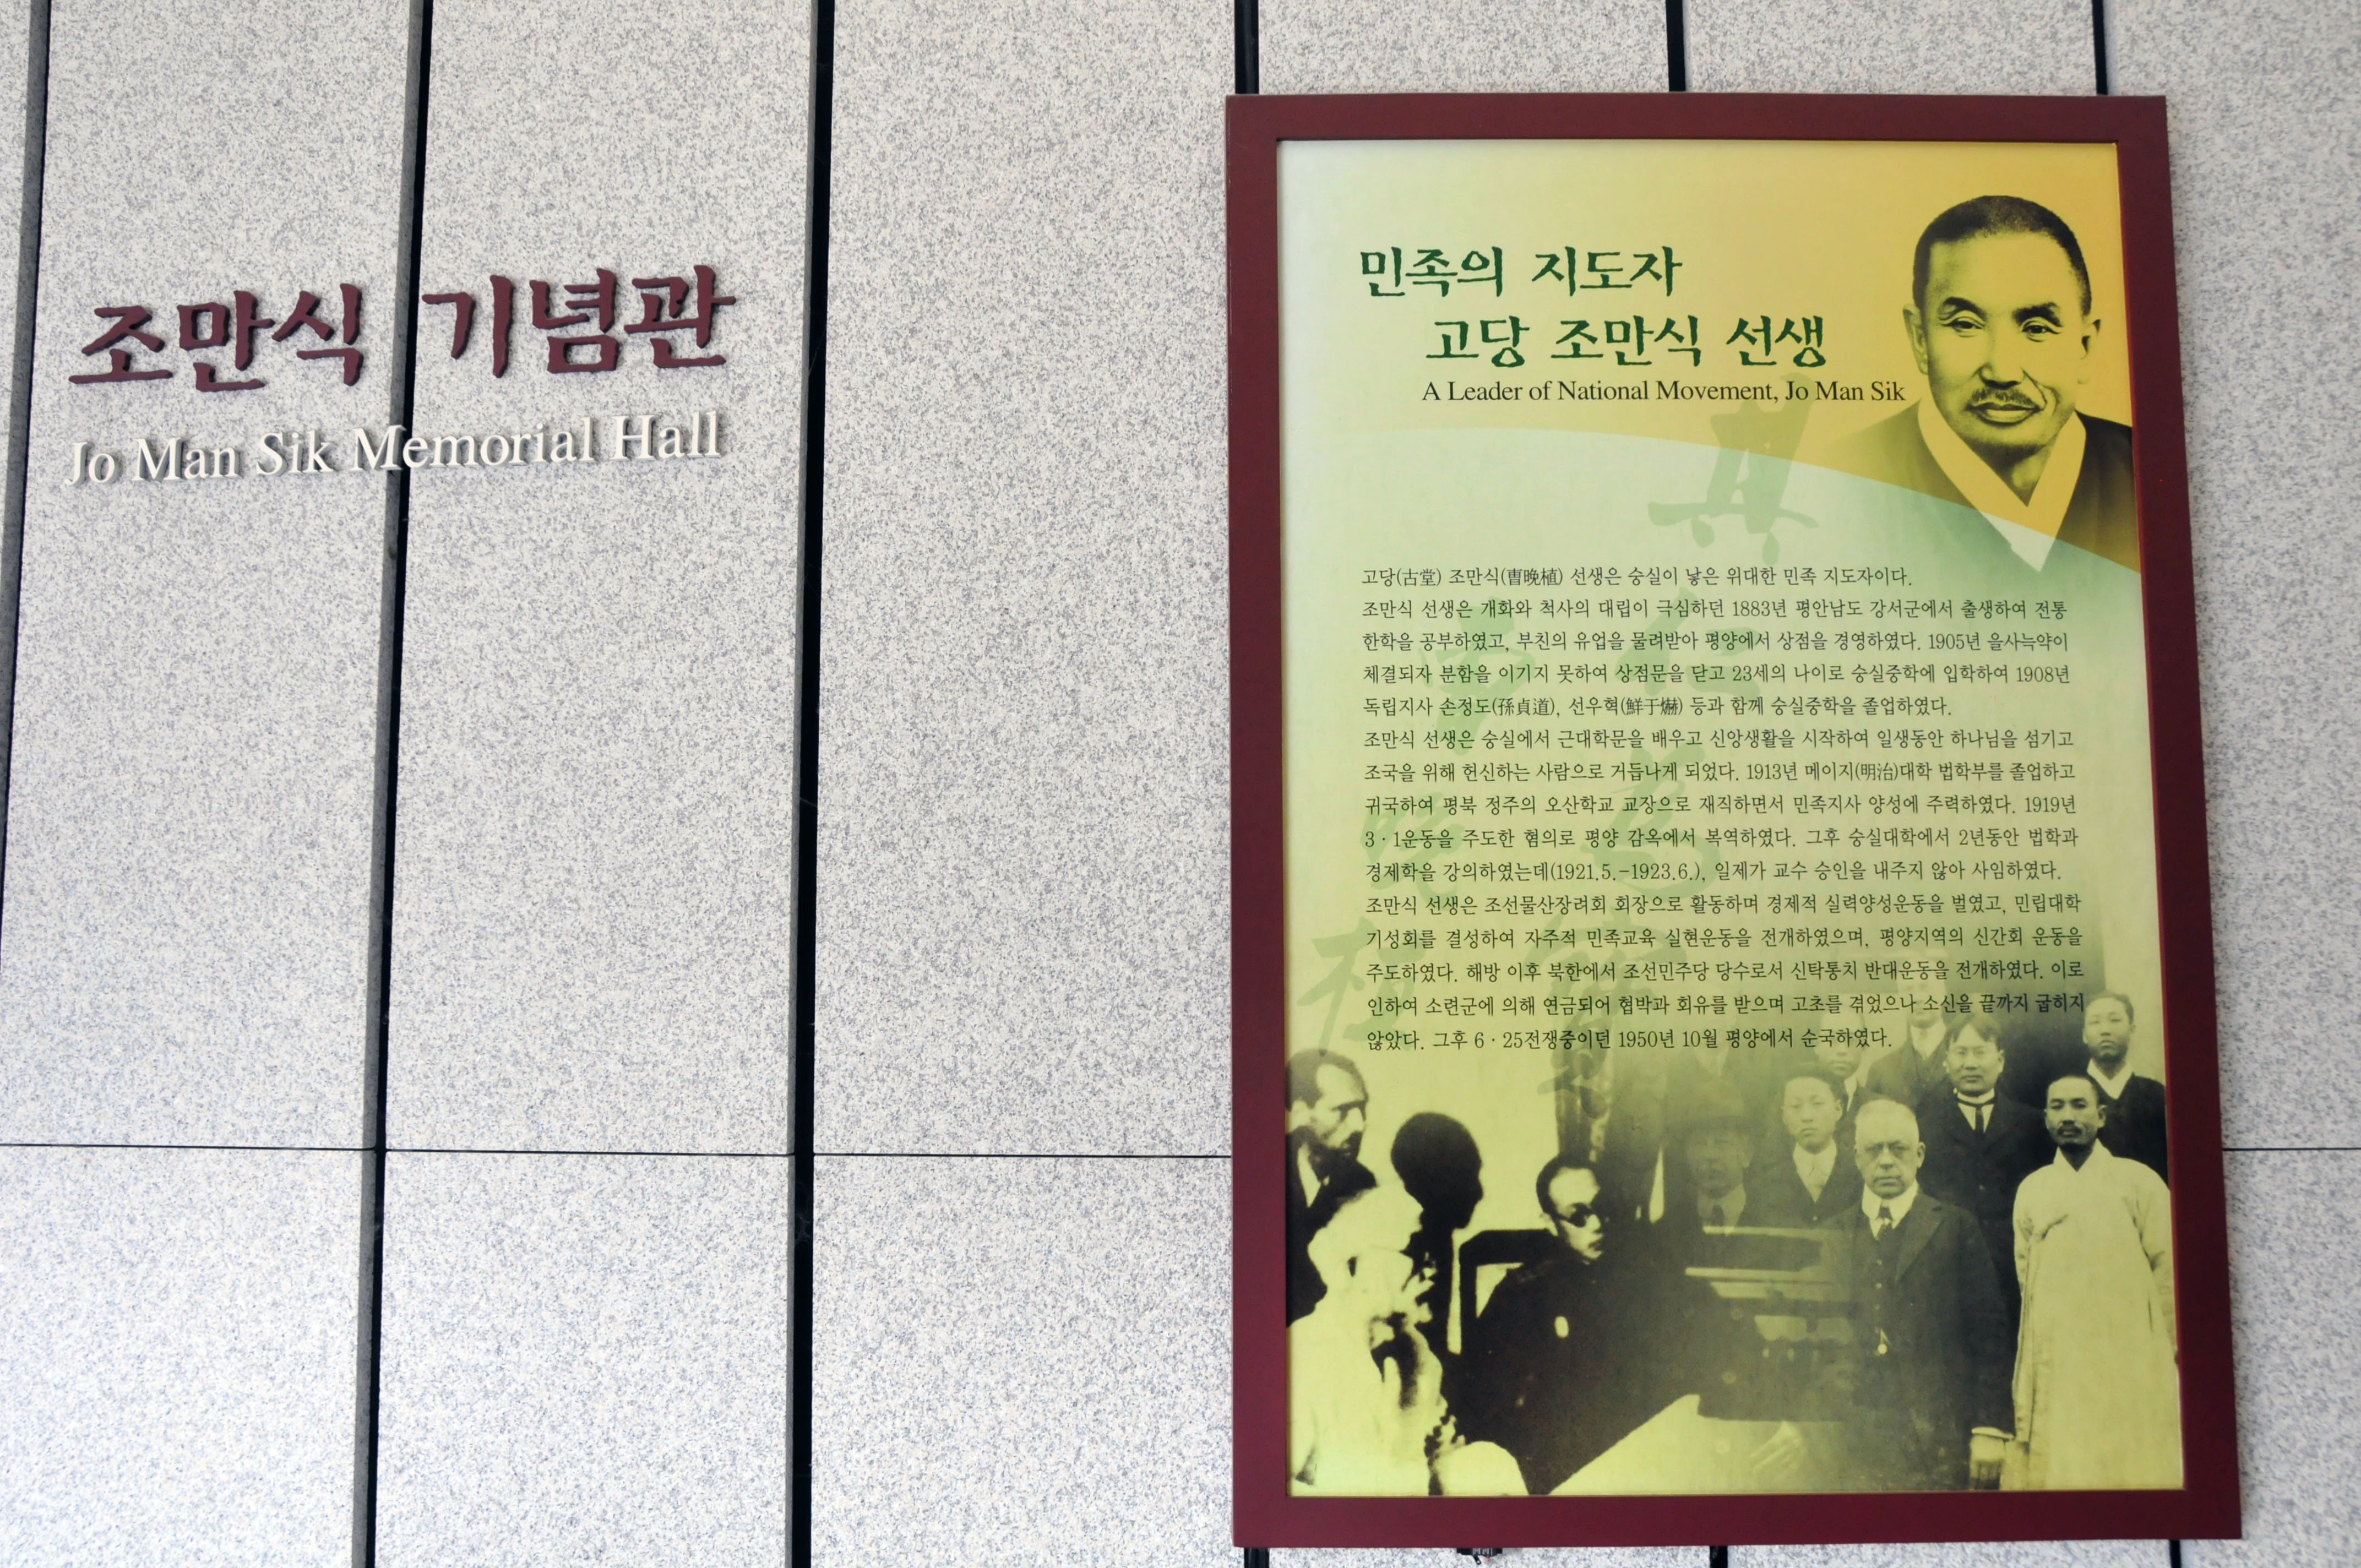 조만식 기념관
Jo Man Sik Memorial Hall
민족의 지도자
고당 조만식 선생
A Leader of National Movement, Jo Man Sik
고당(古堂) 조만식(曺晩植) 선생은 숭실이 낳은 위대한 민족 지도자이다.
조만식 선생은 개화와 척사의 대립이 극심하던 1883년 평안남도 강서군에서 출생하여 전통
한학을 공부하였고, 부친의 유업을 물려받아 평양에서 상점을 경영하였다. 1905년 을사늑약이
체결되자 분함을 이기지 못하여 상점문을 닫고 23세의 나이로 숭실중학에 입학하여 1908년
독립지사 손정도(孫貞道), 선우혁(鮮于爀) 등과 함께 숭실중학을 졸업하였다.
조만식 선생은 숭실에서 근대학문을 배우고 신앙생활을 시작하여 일생동안 하나님을 섬기고
조국을 위해 헌신하는 사람으로 거듭나게 되었다. 1913년 메이지(明治)대학 법학부를 졸업하고
귀국하여 평북 정주의 오산학교 교장으로 재직하면서 민족지사 양성에 주력하였다. 1919년
3·1운동을 주도한 혐의로 평양 감옥에서 복역하였다. 그후 숭실대학에서 2년동안 법학과
경제학을 강의하였는데(1921.5.-1923.6.), 일제가 교수 승인을 내주지 않아 사임하였다.
조만식 선생은 조선물산장려회 회장으로 활동하며 경제적 실력양성운동을 벌였고, 민립대학
기성회를 결성하여 자주적 민족교육 실현운동을 전개하였으며, 평양지역의 신간회 운동을
주도하였다. 해방 이후 북한에서 조선민주당 당수로서 신탁통치 반대운동을 전개하였다. 이로
인하여 소련군에 의해 연금되어 협박과 회유를 받으며 고초를 겪었으나 소신을 끝까지 굽히지
않았다. 그후 6·25전쟁중이던 1950년 10월 평양에서 순국하였다.